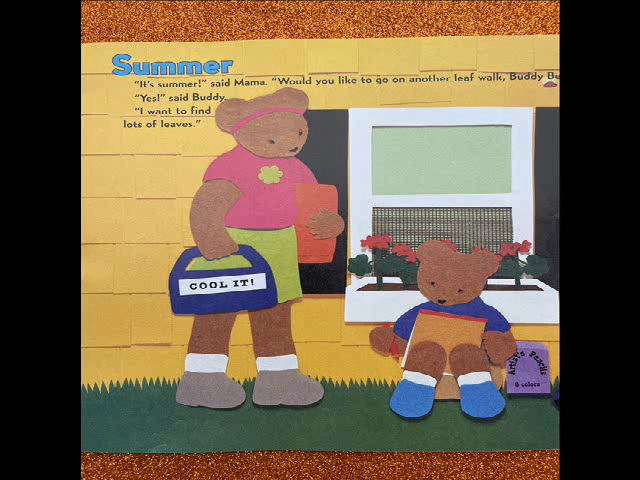 Summer
"It's summer!" said Mama. "Would you like to go on another leaf walk, Buddy
"Yes!" said Buddy.
"I want to find
lots of leaves."
COOL IT!
Artist's Pencils
8 colors